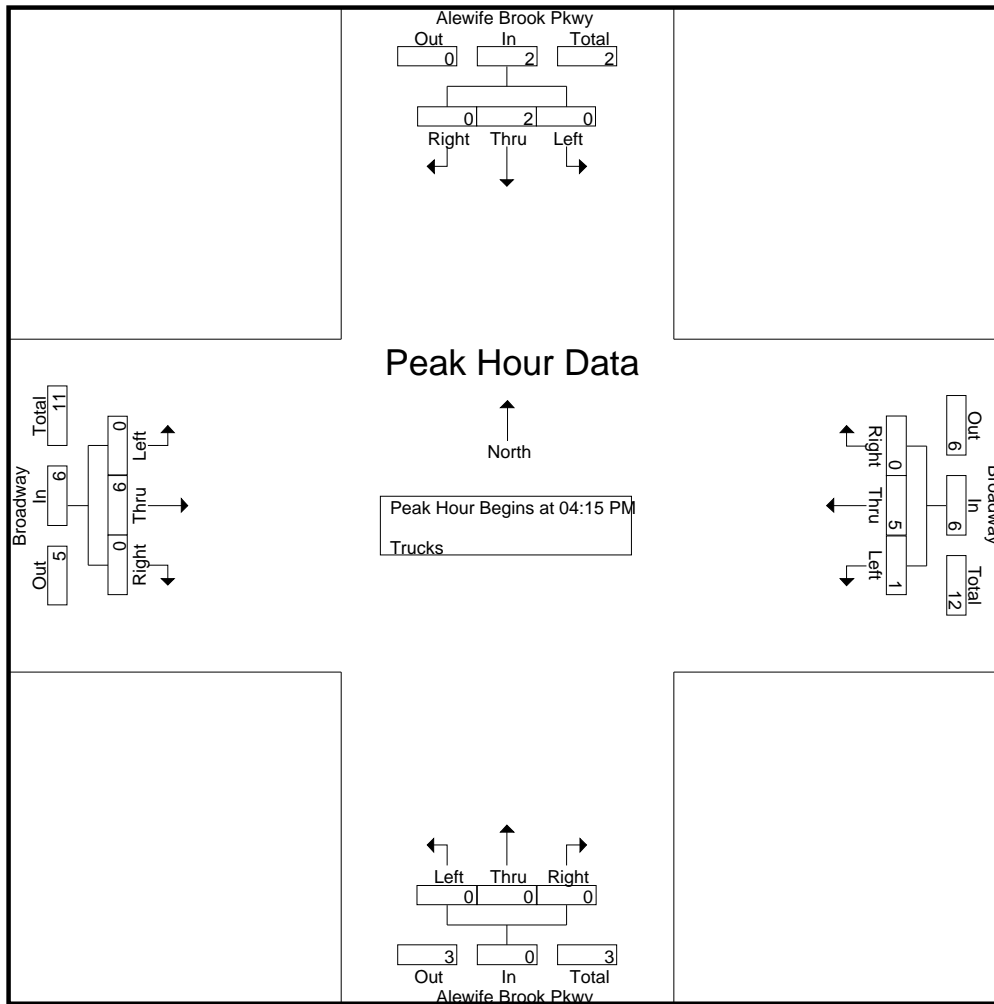 Alewife Brook Pkwy
Out In Total
0 2 2
0 2 0
Right Thru Left
Peak Hour Data
North
Peak Hour Begins at 04:15 PM
Trucks
Broadway
Out In Total
5 6 11
Right Thru Left
0 6 0
Broadway
Out In Total
6 6 12
Right Thru Left
0 5 1
Left Thru Right
0 0 0
3 0 3
Out In Total
Alewife Brook Pkwy